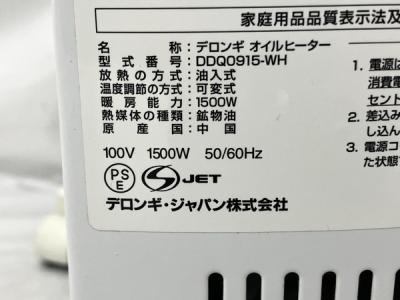 家庭用品品質表示法及
名 称：デロンギ オイルヒーター
型 式 番 号：DDQ0915-WH
放 熱 の 方 式：油入式
温度調節の方式：可変式
暖 房 能 力：1500W
熱媒体の種類：鉱物油
原 産 国：中 国
100V 1500W 50/60Hz
PS
E
S JET
デロンギ・ジャパン株式会社
1. 電源は
消費電
セント
2. 差込み
し込ん
3. 電源コ
た状態